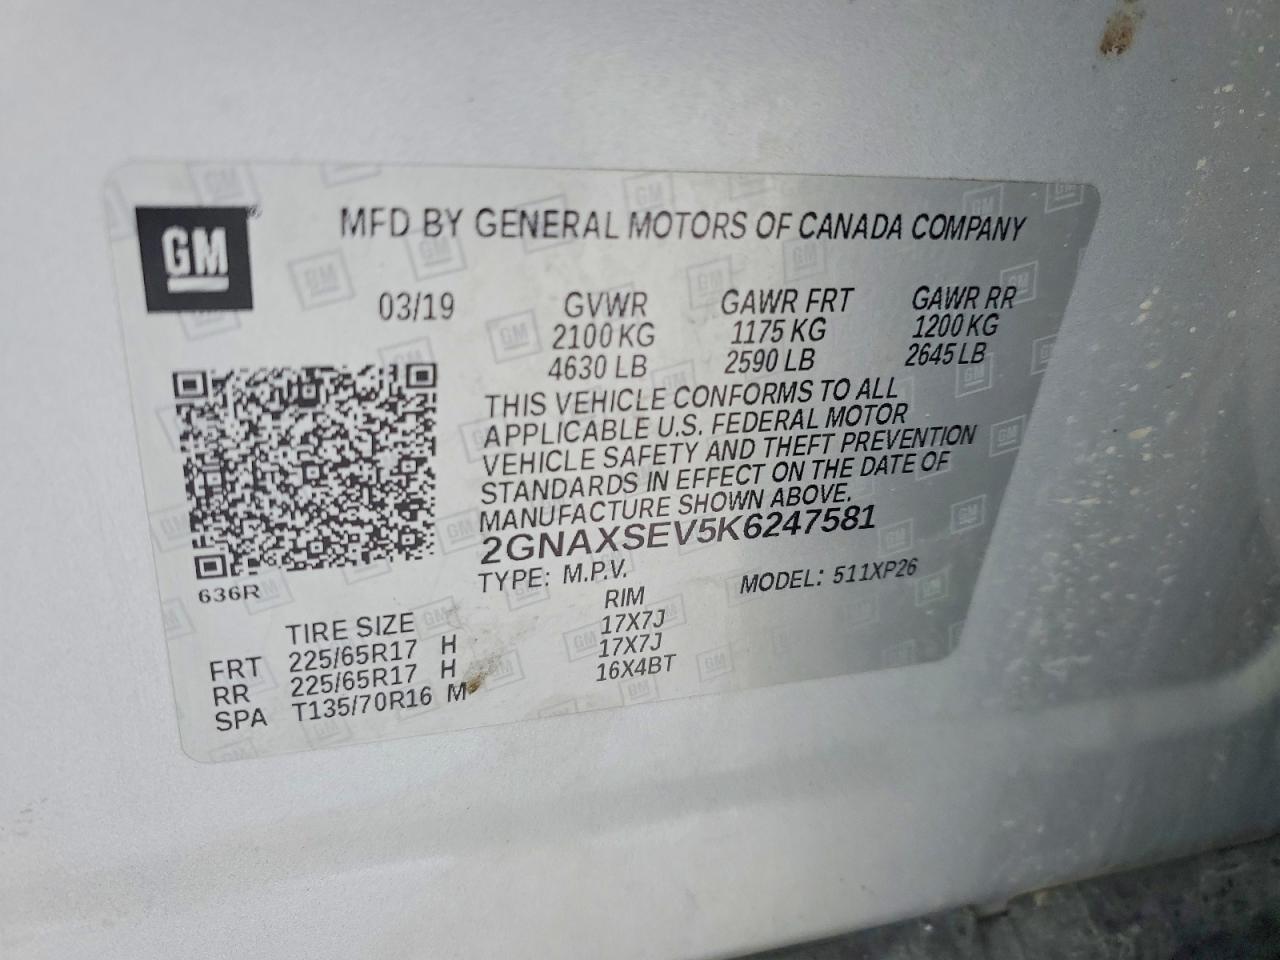 GM
MFD BY GENERAL MOTORS OF CANADA COMPANY
03/19 GVWR GAWR FRT GAWR RR
2100 KG 1175 KG 1200 KG
4630 LB 2590 LB 2645 LB
THIS VEHICLE CONFORMS TO ALL
APPLICABLE U.S. FEDERAL MOTOR
VEHICLE SAFETY AND THEFT PREVENTION
STANDARDS IN EFFECT ON THE DATE OF
MANUFACTURE SHOWN ABOVE.
2GNAXSEV5K6247581
TYPE: M.P.V. MODEL: 511XP26
636R
TIRE SIZE RIM
FRT 225/65R17 H 17X7J
RR 225/65R17 H 17X7J
SPA T135/70R16 M 16X4BT